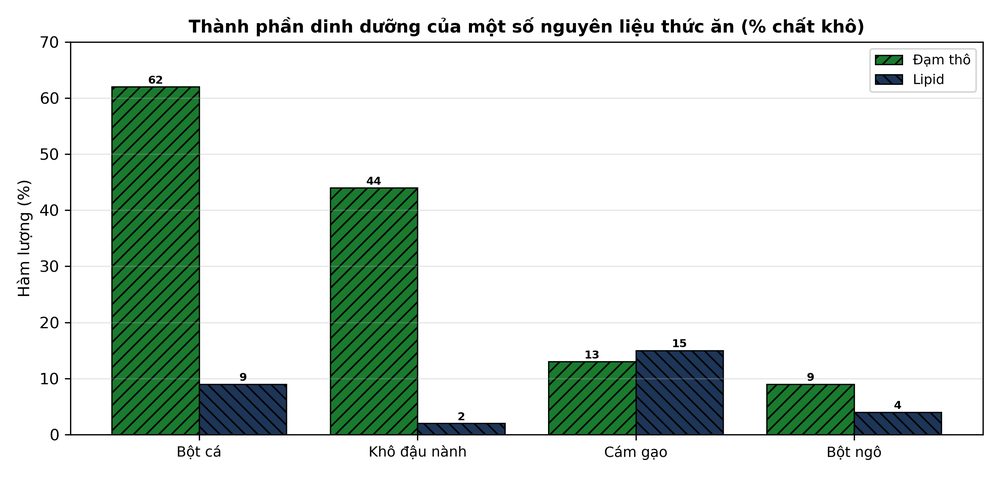 Thành phần dinh dưỡng của một số nguyên liệu thức ăn (% chất khô)
Đạm thô
Lipid
Hàm lượng (%)
70
60
50
40
30
20
10
0
62
9
44
2
13
15
9
4
Bột cá
Khô đậu nành
Cám gạo
Bột ngô